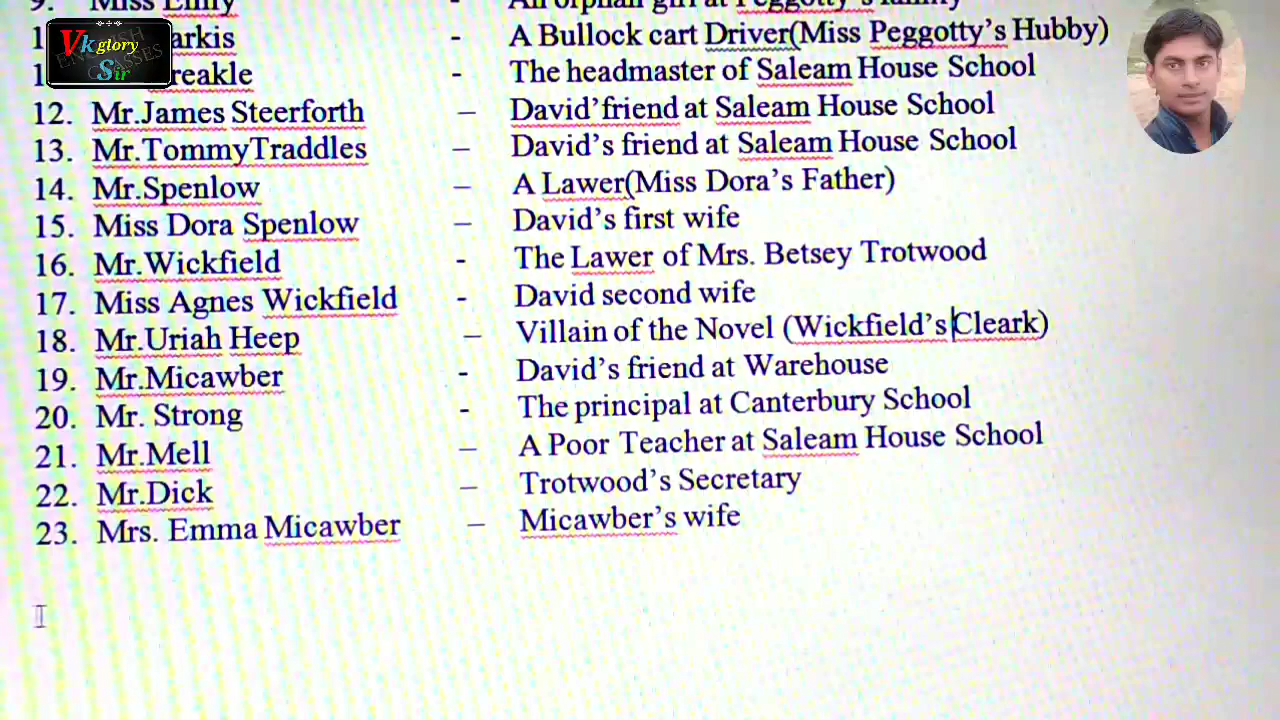 9. Miss Emily - An orphan girl at Peggotty's family
1 arkis - A Bullock cart Driver(Miss Peggotty's Hubby)
1 reakle - The headmaster of Saleam House School
12. Mr.James Steerforth – David'friend at Saleam House School
13. Mr.TommyTraddles – David's friend at Saleam House School
14. Mr.Spenlow – A Lawer(Miss Dora's Father)
15. Miss Dora Spenlow – David's first wife
16. Mr.Wickfield - The Lawer of Mrs. Betsey Trotwood
17. Miss Agnes Wickfield - David second wife
18. Mr.Uriah Heep – Villain of the Novel (Wickfield's Cleark)
19. Mr.Micawber - David's friend at Warehouse
20. Mr. Strong - The principal at Canterbury School
21. Mr.Mell – A Poor Teacher at Saleam House School
22. Mr.Dick – Trotwood's Secretary
23. Mrs. Emma Micawber – Micawber's wife
Vk glory
Sir
ENGLISH
CLASSES